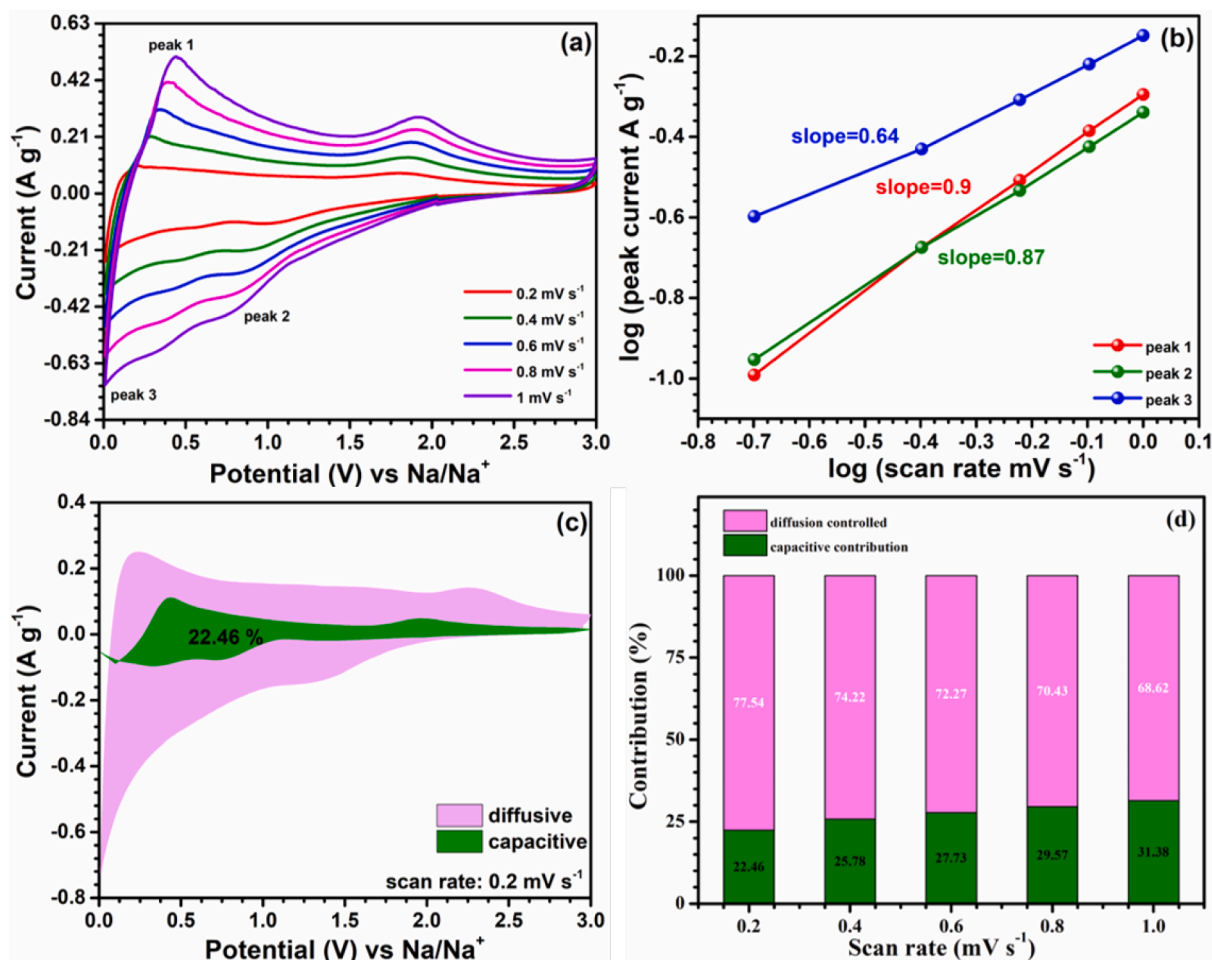 (a)
peak 1
peak 2
peak 3
0.2 mV s⁻¹
0.4 mV s⁻¹
0.6 mV s⁻¹
0.8 mV s⁻¹
1 mV s⁻¹
0.63
0.42
0.21
0.00
-0.21
-0.42
-0.63
-0.84
Current (A g⁻¹)
0.0 0.5 1.0 1.5 2.0 2.5 3.0
Potential (V) vs Na/Na⁺
(b)
slope=0.64
slope=0.9
slope=0.87
peak 1
peak 2
peak 3
-0.2
-0.4
-0.6
-0.8
-1.0
log (peak current A g⁻¹)
-0.8 -0.7 -0.6 -0.5 -0.4 -0.3 -0.2 -0.1 0.0 0.1
log (scan rate mV s⁻¹)
(c)
22.46 %
diffusive
capacitive
scan rate: 0.2 mV s⁻¹
0.4
0.2
0.0
-0.2
-0.4
-0.6
-0.8
Current (A g⁻¹)
0.0 0.5 1.0 1.5 2.0 2.5 3.0
Potential (V) vs Na/Na⁺
(d)
diffusion controlled
capacitive contribution
100
75
50
25
0
Contribution (%)
77.54 74.22 72.27 70.43 68.62
22.46 25.78 27.73 29.57 31.38
0.2 0.4 0.6 0.8 1.0
Scan rate (mV s⁻¹)